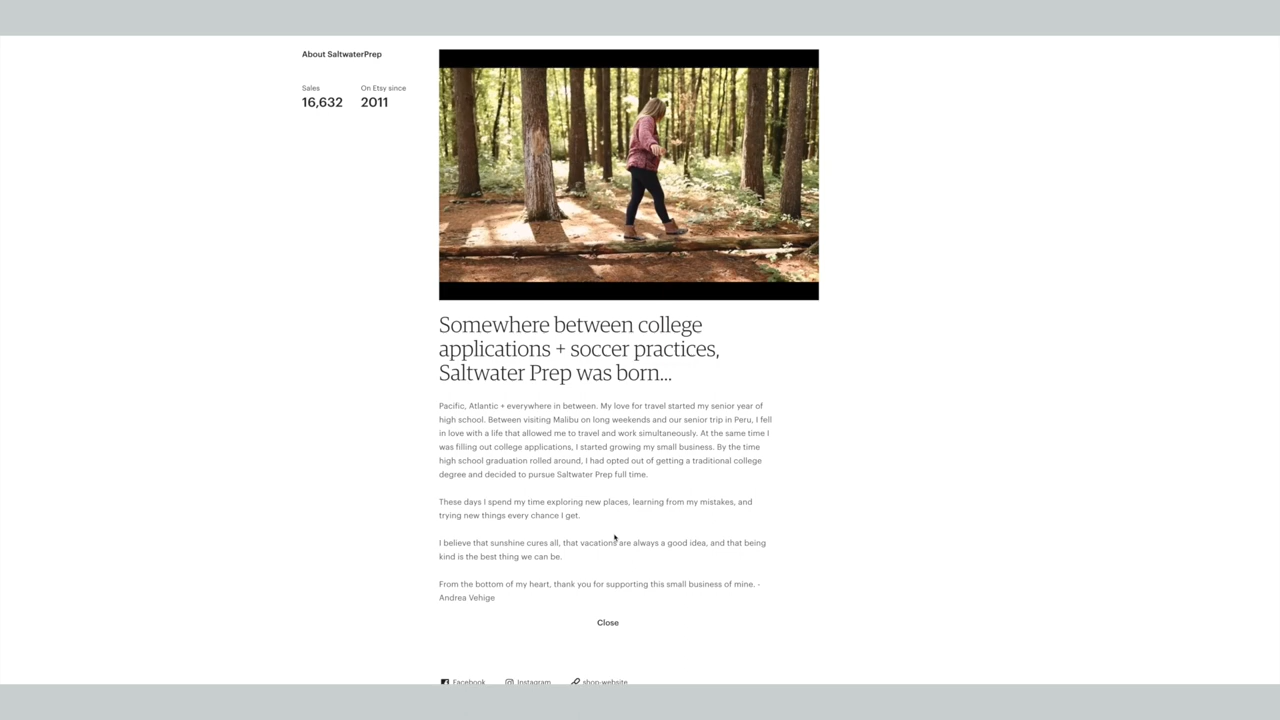 About SaltwaterPrep
Sales
16,632
On Etsy since
2011
Somewhere between college
applications + soccer practices,
Saltwater Prep was born...
Pacific, Atlantic + everywhere in between. My love for travel started my senior year of
high school. Between visiting Malibu on long weekends and our senior trip in Peru, I fell
in love with a life that allowed me to travel and work simultaneously. At the same time I
was filling out college applications, I started growing my small business. By the time
high school graduation rolled around, I had opted out of getting a traditional college
degree and decided to pursue Saltwater Prep full time.
These days I spend my time exploring new places, learning from my mistakes, and
trying new things every chance I get.
I believe that sunshine cures all, that vacations are always a good idea, and that being
kind is the best thing we can be.
From the bottom of my heart, thank you for supporting this small business of mine. -
Andrea Vehige
Close
Facebook
Instagram
shop-website